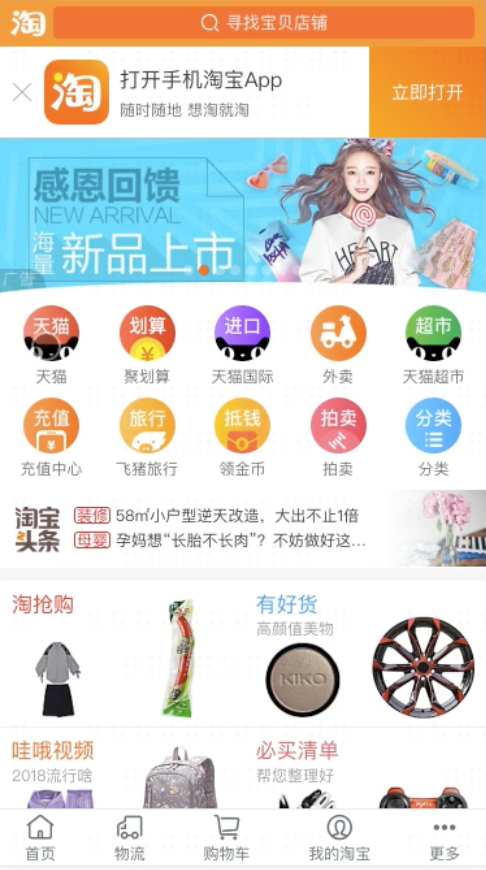 淘
寻找宝贝店铺
淘
打开手机淘宝App
随时随地 想淘就淘
立即打开
感恩回馈
NEW ARRIVAL
海量
新品上市
HEART
广告
天猫
划算
进口
超市
天猫
聚划算
天猫国际
外卖
天猫超市
充值
旅行
抵钱
拍卖
分类
充值中心
飞猪旅行
领金币
拍卖
分类
淘宝
头条
装修 58㎡小户型逆天改造，大出不止1倍
母婴 孕妈想“长胎不长肉”？不妨做好这...
淘抢购
有好货
高颜值美物
KIKO
哇哦视频
2018流行啥
必买清单
帮您整理好
首页
物流
购物车
我的淘宝
更多